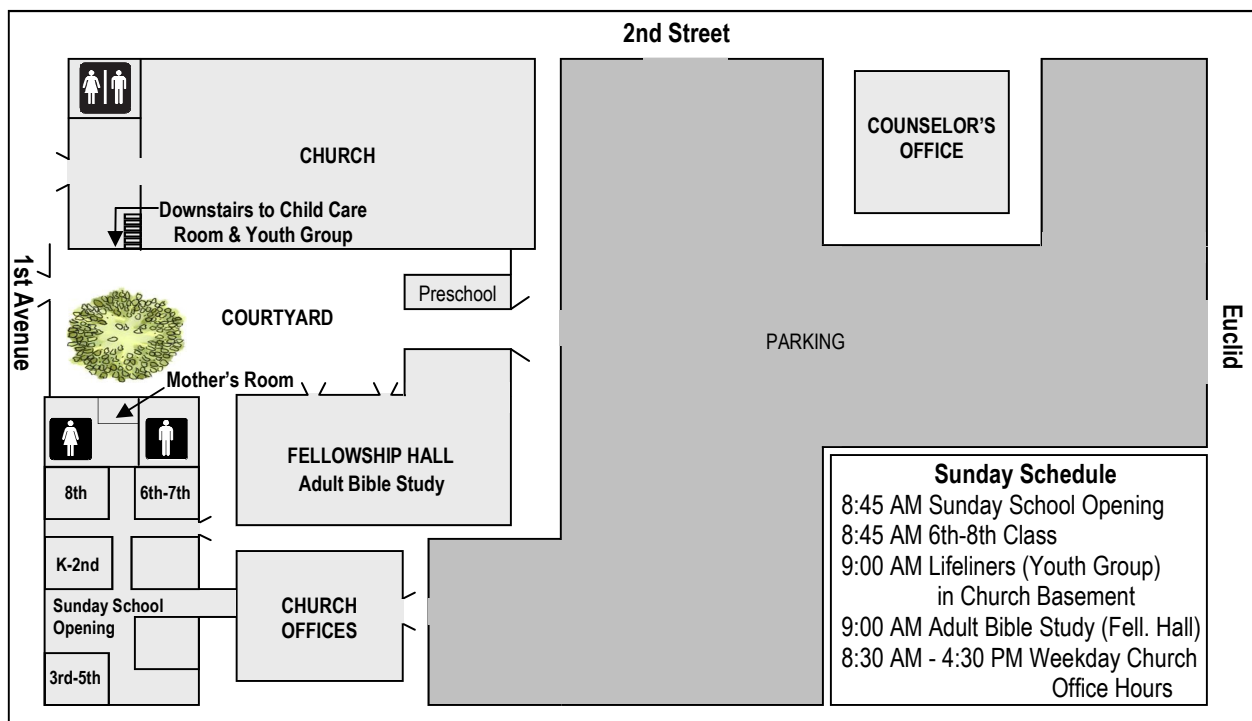 2nd Street
COUNSELOR'S
OFFICE
CHURCH
Downstairs to Child Care
Room & Youth Group
1st Avenue
Preschool
COURTYARD
PARKING
Euclid
Mother's Room
FELLOWSHIP HALL
Adult Bible Study
8th
6th-7th
K-2nd
Sunday School
Opening
3rd-5th
CHURCH
OFFICES
Sunday Schedule
8:45 AM Sunday School Opening
8:45 AM 6th-8th Class
9:00 AM Lifeliners (Youth Group)
in Church Basement
9:00 AM Adult Bible Study (Fell. Hall)
8:30 AM - 4:30 PM Weekday Church
Office Hours